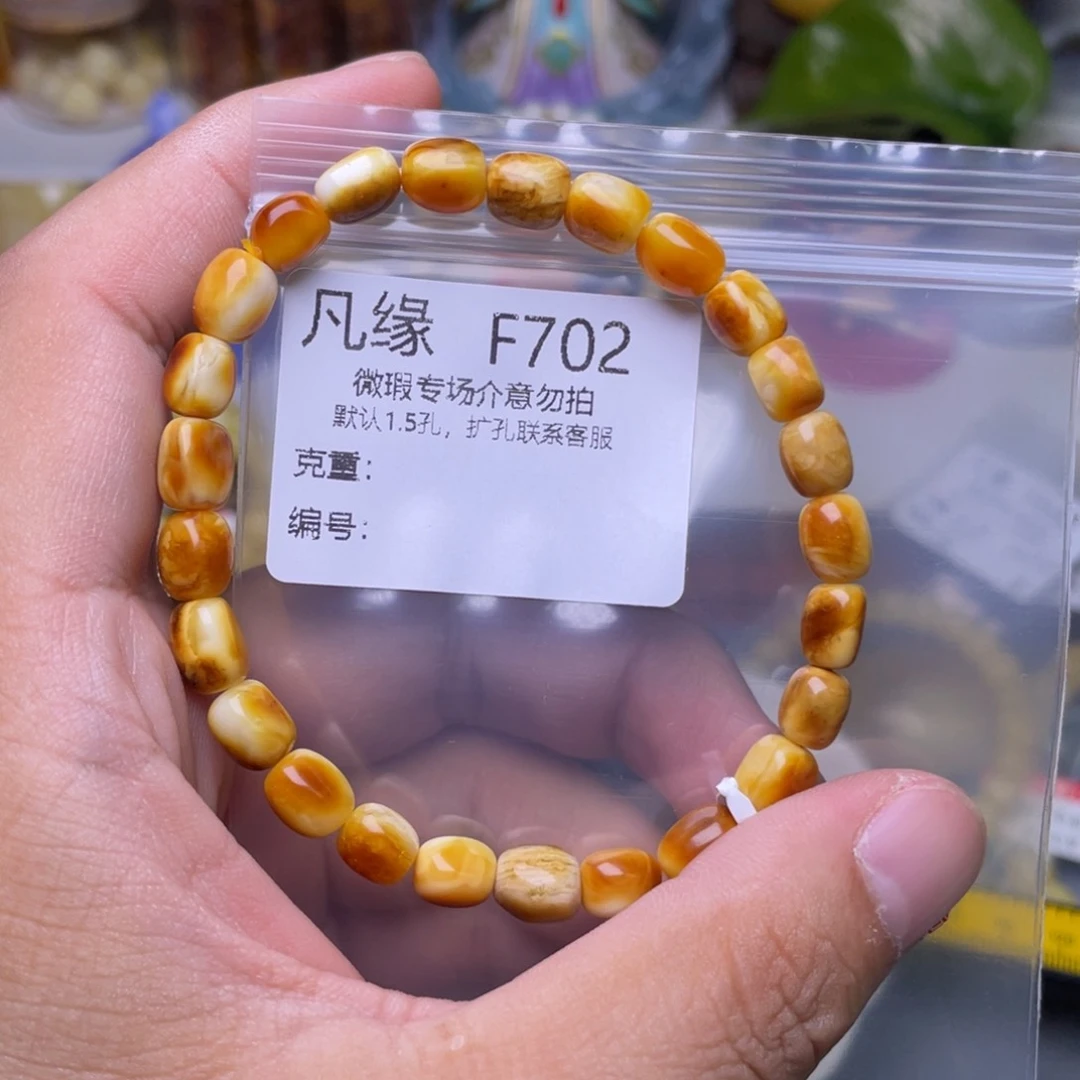 凡缘 F702
微瑕专场介意勿拍
默认1.5孔，扩孔联系客服
克重：
编号：